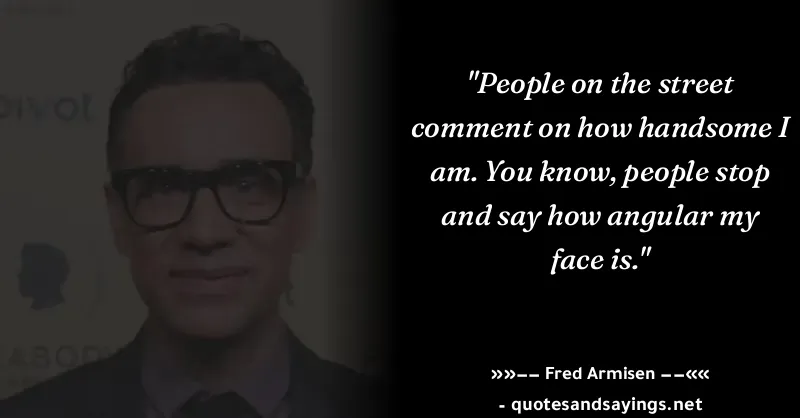 pivot
"People on the street
comment on how handsome I
am. You know, people stop
and say how angular my
face is."
»»−− Fred Armisen −−««
- quotesandsayings.net